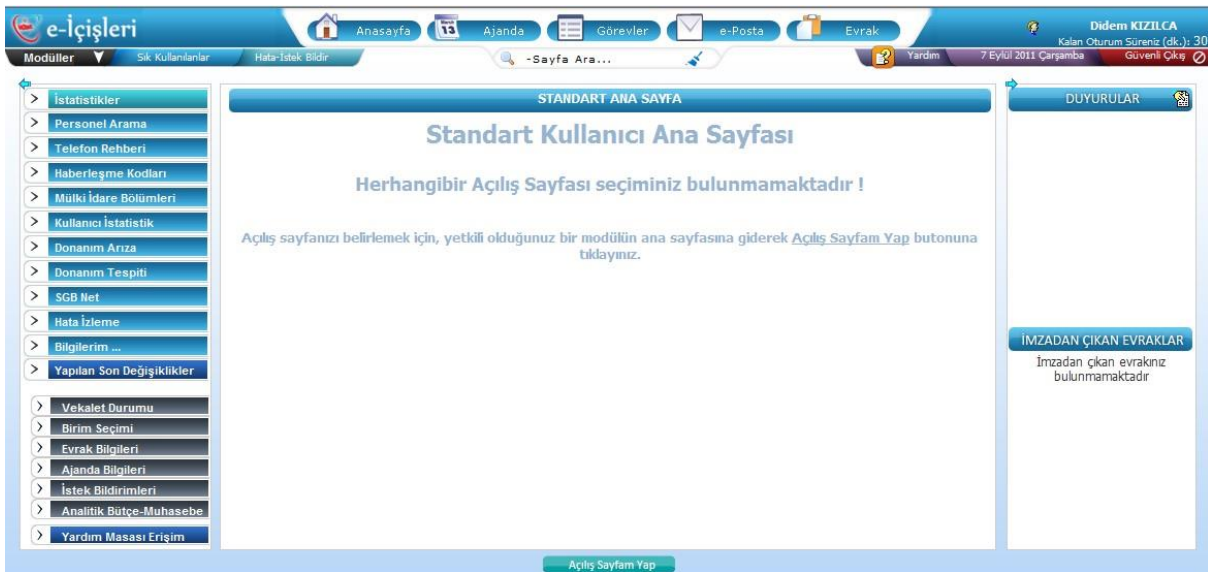 e-İçişleri
Anasayfa
13
Ajanda
Görevler
e-Posta
Evrak
Didem KIZILCA
Kalan Oturum Süreniz (dk.): 30
Modüller
Sık Kullanılanlar
Hata-İstek Bildir
-Sayfa Ara...
Yardım
7 Eylül 2011 Çarşamba
Güvenli Çıkış
İstatistikler
Personel Arama
Telefon Rehberi
Haberleşme Kodları
Mülki İdare Bölümleri
Kullanıcı İstatistik
Donanım Arıza
Donanım Tespiti
SGB Net
Hata İzleme
Bilgilerim ...
Yapılan Son Değişiklikler
Vekalet Durumu
Birim Seçimi
Evrak Bilgileri
Ajanda Bilgileri
İstek Bildirimleri
Analitik Bütçe-Muhasebe
Yardım Masası Erişim
STANDART ANA SAYFA
Standart Kullanıcı Ana Sayfası
Herhangibir Açılış Sayfası seçiminiz bulunmamaktadır !
Açılış sayfanızı belirlemek için, yetkili olduğunuz bir modülün ana sayfasına giderek Açılış Sayfam Yap butonuna
tıklayınız.
DUYURULAR
İMZADAN ÇIKAN EVRAKLAR
İmzadan çıkan evrakınız
bulunmamaktadır
Açılış Sayfam Yap